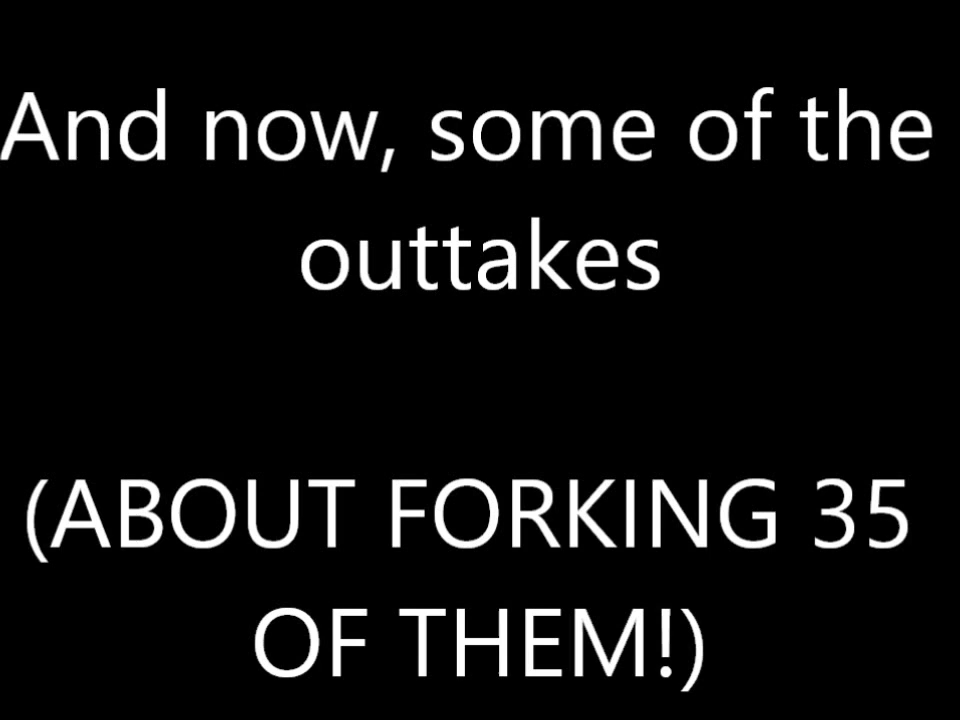 And now, some of the
outtakes
(ABOUT FORKING 35
OF THEM!)